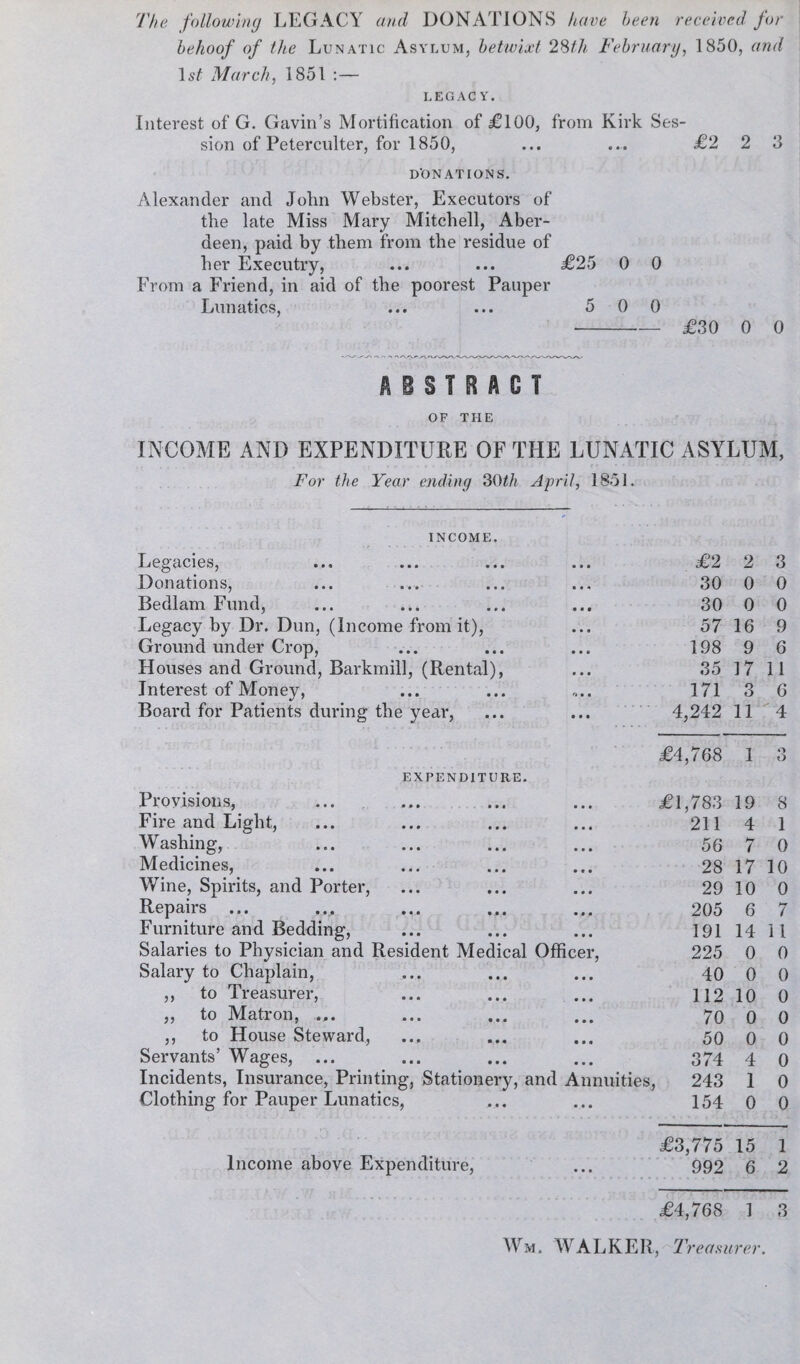 The following LEGACY and DONATIONS have been received for
behoof of the Lunatic Asylum, betwixt 28th February, 1850, and
1st March, 1851 :—
LEGACY.
Interest of G. Gavin's Mortification of £100, from Kirk Ses-
sion of Peterculter, for 1850, ... ... £2 2 3
DONATIONS.
Alexander and John Webster, Executors of
the late Miss Mary Mitchell, Aber-
deen, paid by them from the residue of
her Executry, ... ... £25 0 0
From a Friend, in aid of the poorest Pauper
Lunatics, ... ... 5 0 0
£30 0 0
ABSTRACT
OF THE
INCOME AND EXPENDITURE OF THE LUNATIC ASYLUM,
For the Year ending 30th April, 1851.
INCOME.
Legacies, ... ... ... ... £2 2 3
Donations, ... ... ... ... 30 0 0
Bedlam Fund, ... ... ... ... 30 0 0
Legacy by Dr. Dun, (Income from it), ... 57 16 9
Ground under Crop, ... ... ... 198 9 6
Houses and Ground, Barkmill, (Rental), ... 35 17 11
Interest of Money, ... ... ... 171 3 6
Board for Patients during the year, ... ... 4,242 11 4
£4,768 1 3
EXPENDITURE.
Provisions, ... ... ... ... £1,783 19 8
Fire and Light, ... ... ... ... 211 4 1
Washing, ... ... ... ... 56 7 0
Medicines, ... ... ... ... 28 17 10
Wine, Spirits, and Porter, ... ... ... 29 10 0
Repairs ... ... ... ... ... 205 6 7
Furniture and Bedding, ... ... ... 191 14 11
Salaries to Physician and Resident Medical Officer, 225 0 0
Salary to Chaplain, ... ... ... 40 0 0
„ to Treasurer, ... ... ... 112 10 0
„ to Matron, ... ... ... ... 70 0 0
„ to House Steward, ... ... ... 50 0 0
Servants' Wages, ... ... ... ... 374 4 0
Incidents, Insurance, Printing, Stationery, and Annuities, 243 1 0
Clothing for Pauper Lunatics, ... ... 154 0 0
£3,775 15 1
Income above Expenditure, ... 992 6 2
£4,768 1 3
Wm. WALKER, Treasurer.